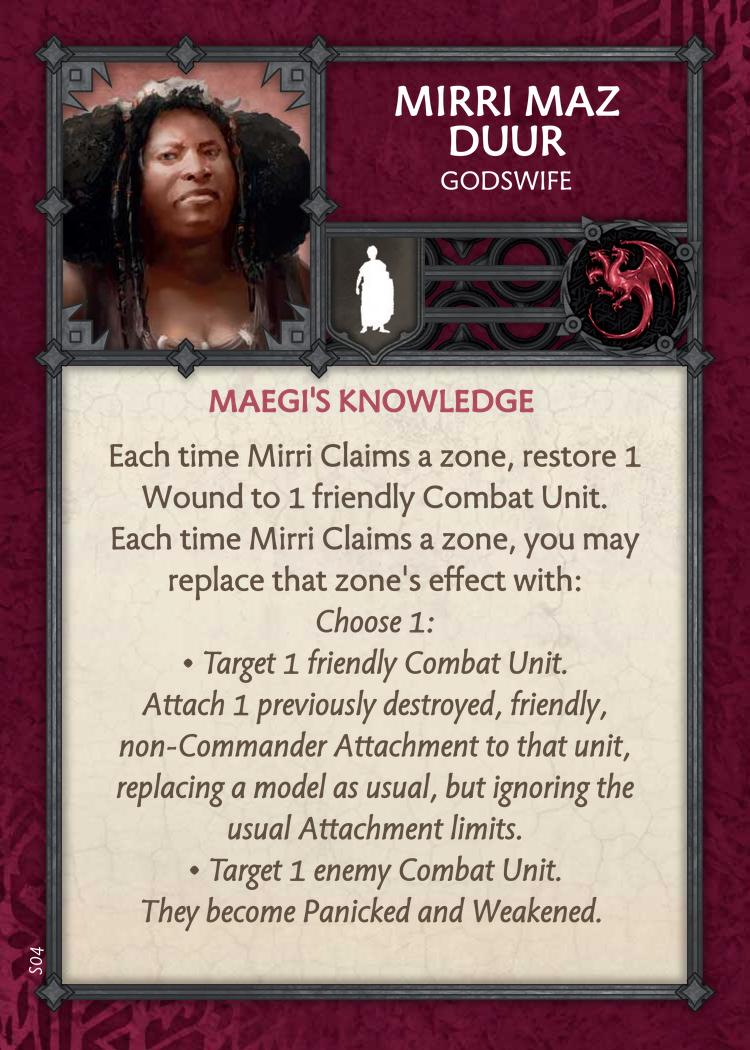 MIRRI MAZ
DUUR
GODSWIFE
MAEGI'S KNOWLEDGE
Each time Mirri Claims a zone, restore 1
Wound to 1 friendly Combat Unit.
Each time Mirri Claims a zone, you may
replace that zone's effect with:
Choose 1:
• Target 1 friendly Combat Unit.
Attach 1 previously destroyed, friendly,
non-Commander Attachment to that unit,
replacing a model as usual, but ignoring the
usual Attachment limits.
• Target 1 enemy Combat Unit.
They become Panicked and Weakened.
S04